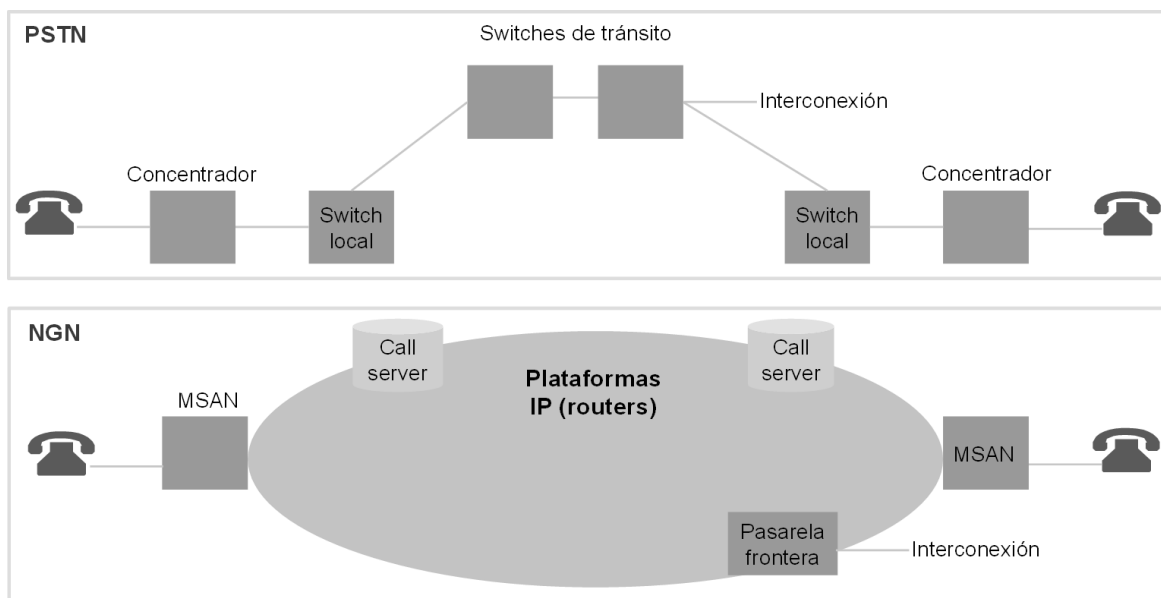 PSTN
Switches de tránsito
Interconexión
Concentrador
Concentrador
Switch
local
Switch
local
NGN
Call
server
Call
server
Plataformas
IP (routers)
MSAN
MSAN
Pasarela
frontera
Interconexión